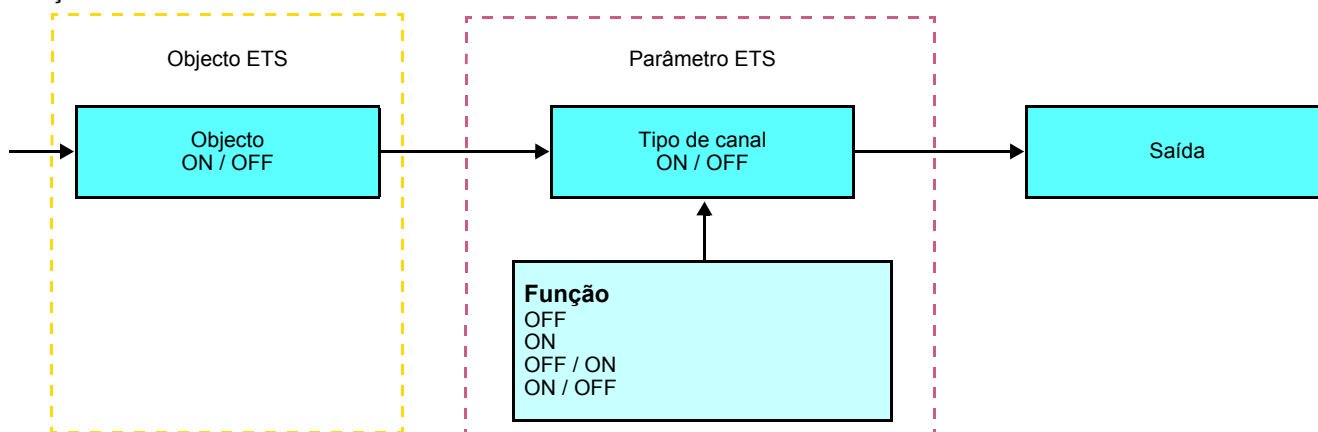 Objecto ETS
Parâmetro ETS
Objecto
ON / OFF
Tipo de canal
ON / OFF
Saída
Função
OFF
ON
OFF / ON
ON / OFF